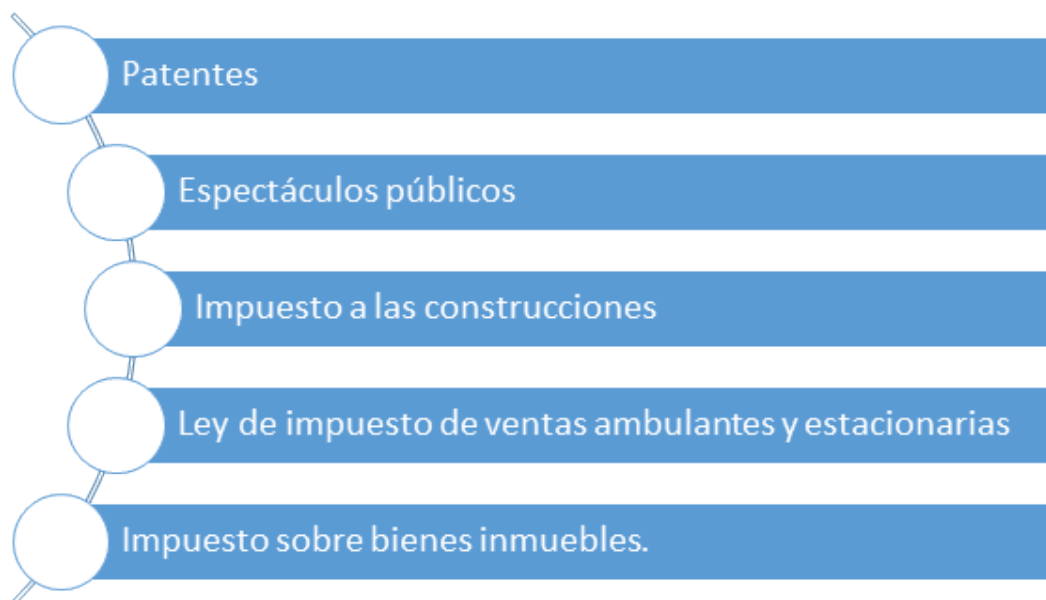 Patentes
Espectáculos públicos
Impuesto a las construcciones
Ley de impuesto de ventas ambulantes y estacionarias
Impuesto sobre bienes inmuebles.